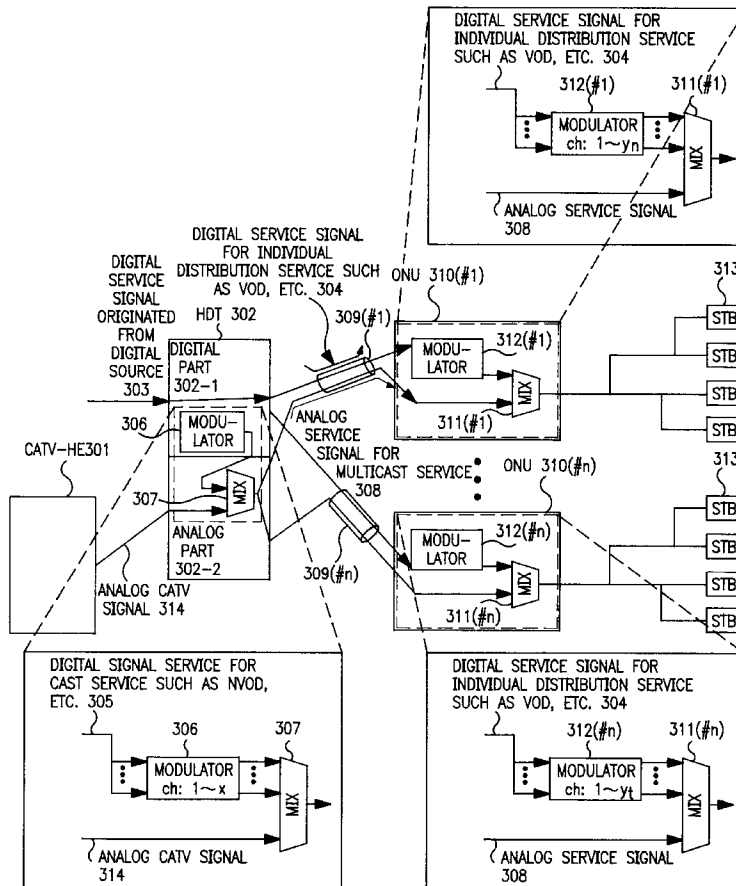 DIGITAL SERVICE SIGNAL FOR
INDIVIDUAL DISTRIBUTION SERVICE
SUCH AS VOD, ETC. 304
312(#1)
311(#1)
MODULATOR
ch: 1~yn
MIX
ANALOG SERVICE SIGNAL
308
DIGITAL SERVICE SIGNAL
FOR INDIVIDUAL
DISTRIBUTION SERVICE SUCH
AS VOD, ETC. 304
DIGITAL
SERVICE
SIGNAL
ORIGINATED
FROM
DIGITAL
SOURCE
303
HDT 302
DIGITAL PART
302-1
306
MODU-
LATOR
307
MIX
ANALOG
PART
302-2
CATV-HE301
ANALOG CATV
SIGNAL 314
309(#1)
ANALOG
SERVICE
SIGNAL FOR
MULTICAST SERVICE
308
309(#n)
ONU 310(#1)
MODU-
LATOR
312(#1)
MIX
311(#1)
ONU 310(#n)
MODU-
LATOR
312(#n)
MIX
311(#n)
313
STB
STB
STB
STB
313
STB
STB
STB
STB
DIGITAL SIGNAL SERVICE FOR
CAST SERVICE SUCH AS NVOD,
ETC. 305
306
307
MODULATOR
ch: 1~x
MIX
ANALOG CATV SIGNAL
314
DIGITAL SERVICE SIGNAL FOR
INDIVIDUAL DISTRIBUTION SERVICE
SUCH AS VOD, ETC. 304
312(#n)
311(#n)
MODULATOR
ch: 1~yt
MIX
ANALOG SERVICE SIGNAL
308